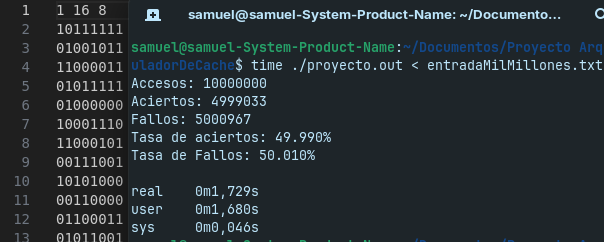 1 1 16 8
2 10111111
3 01001011
4 11000011
5 01011111
6 01000000
7 10001110
8 11000101
9 00111001
10 10101000
11 00110000
12 01100011
13 01011001
samuel@samuel-System-Product-Name: ~/Documento...
samuel@samuel-System-Product-Name:~/Documentos/Proyecto Arq
uladorDeCache$ time ./proyecto.out < entradaMilMillones.txt
Accesos: 10000000
Aciertos: 4999033
Fallos: 5000967
Tasa de aciertos: 49.990%
Tasa de Fallos: 50.010%
real 0m1,729s
user 0m1,680s
sys 0m0,046s